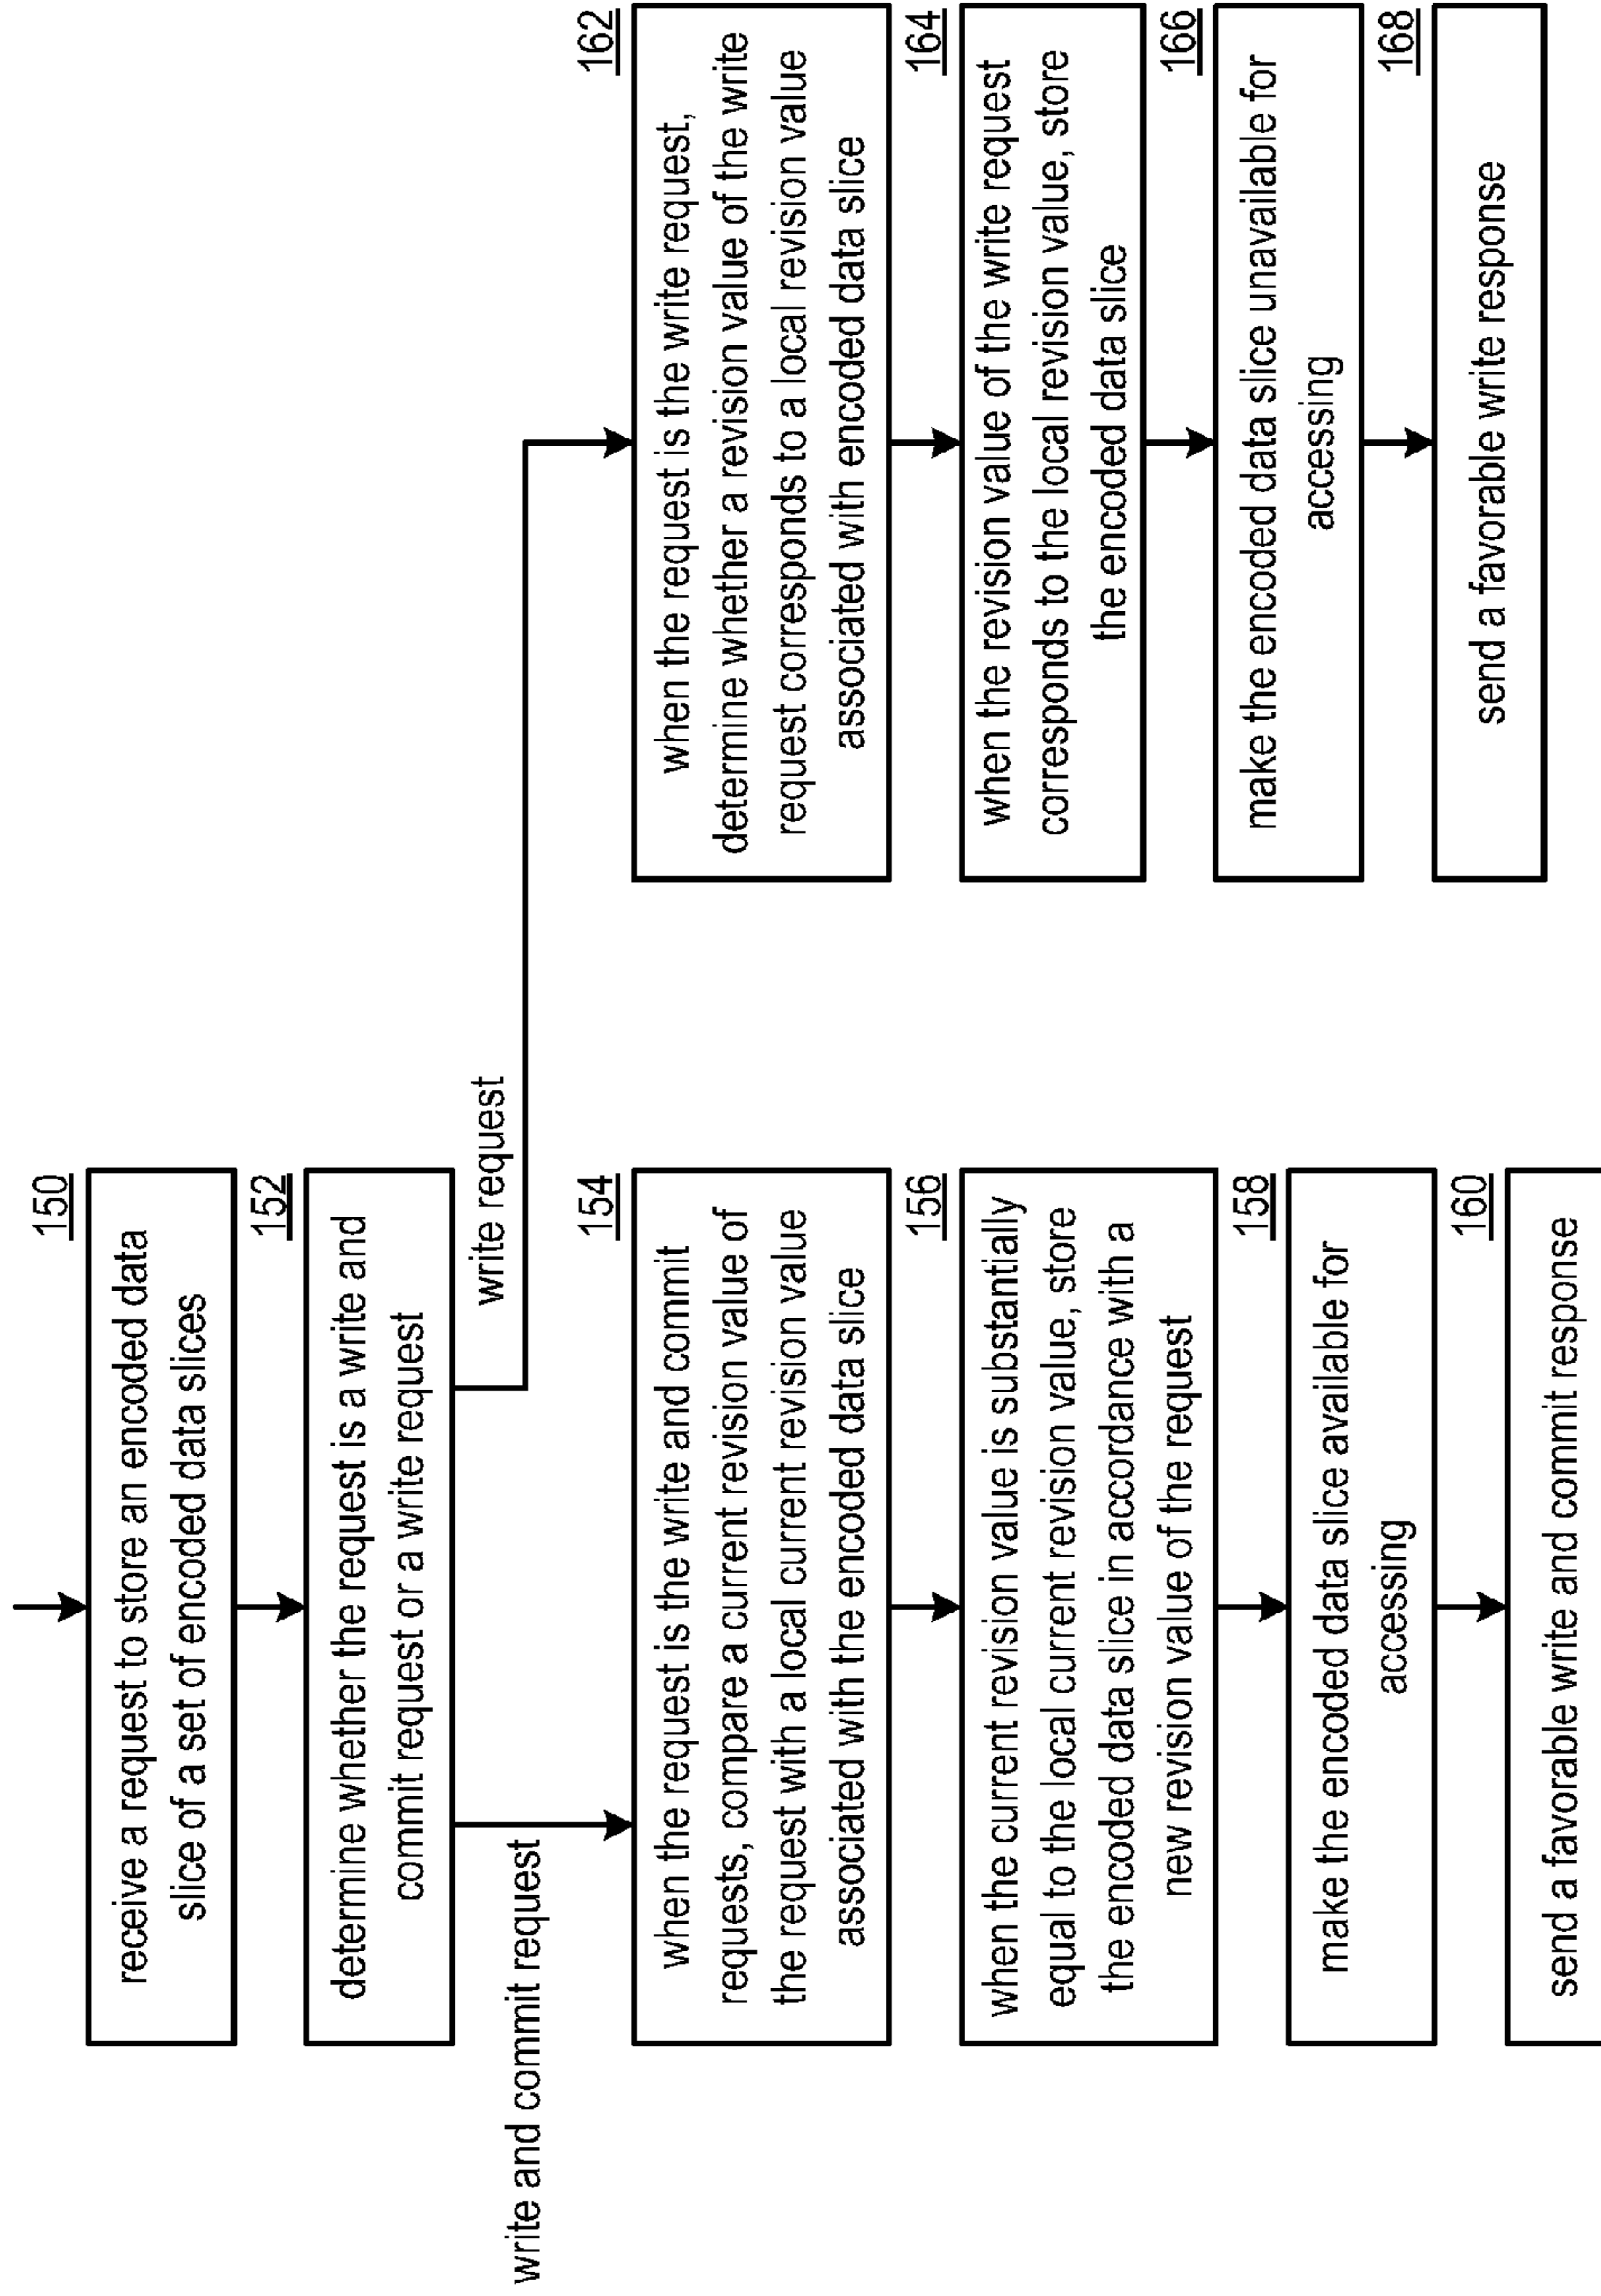 150
receive a request to store an encoded data
slice of a set of encoded data slices
152
determine whether the request is a write and
commit request or a write request
write and commit request
write request
154
when the request is the write and commit
requests, compare a current revision value of
the request with a local current revision value
associated with the encoded data slice
156
when the current revision value is substantially
equal to the local current revision value, store
the encoded data slice in accordance with a
new revision value of the request
158
make the encoded data slice available for
accessing
160
send a favorable write and commit response
162
when the request is the write request,
determine whether a revision value of the write
request corresponds to a local revision value
associated with encoded data slice
164
when the revision value of the write request
corresponds to the local revision value, store
the encoded data slice
166
make the encoded data slice unavailable for
accessing
168
send a favorable write response